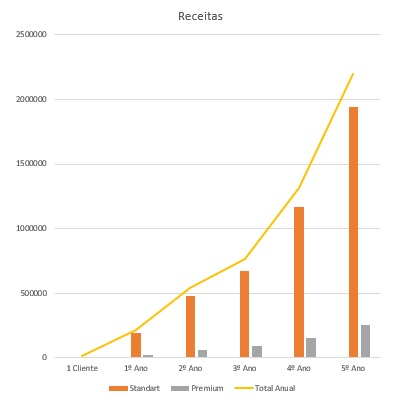 Receitas
2500000
2000000
1500000
1000000
500000
0
1 Cliente 1º Ano 2º Ano 3º Ano 4º Ano 5º Ano
Standart Premium Total Anual